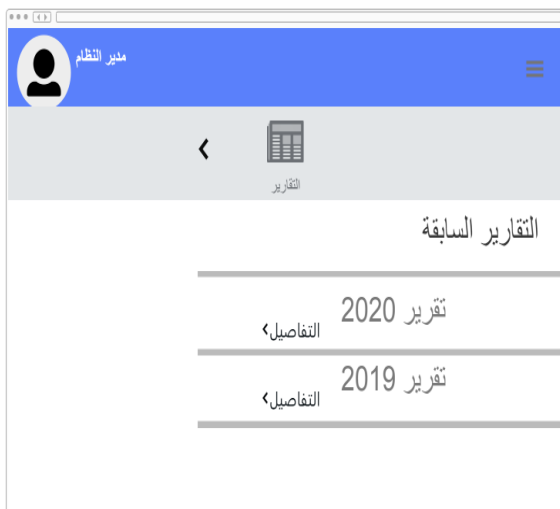 مدير النظام
التقارير
التقارير السابقة
تقرير 2020
التفاصيل
تقرير 2019
التفاصيل